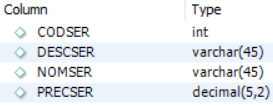 Column Type
CODSER int
DESCSER varchar(45)
NOMSER varchar(45)
PRECSER decimal(5,2)